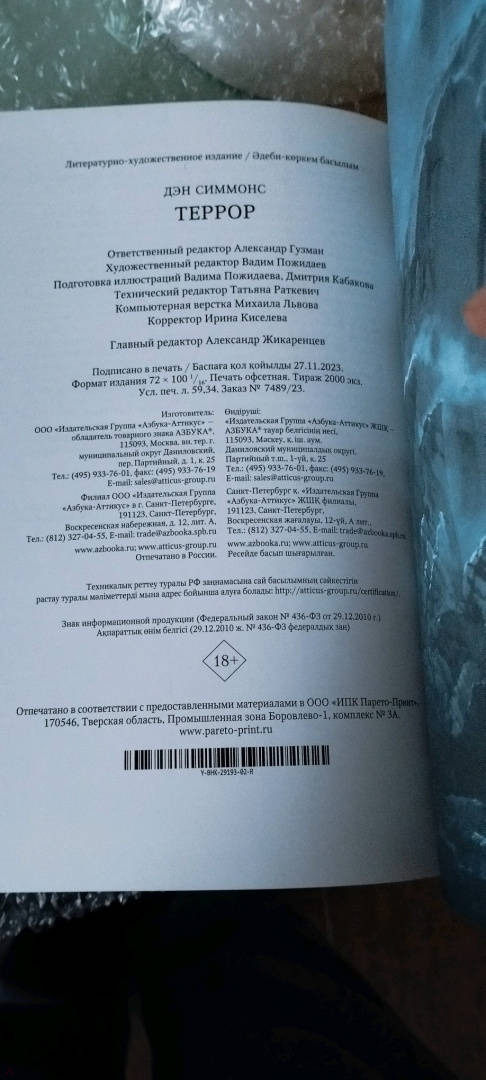 Литературно-художественное издание / Әдеби-көркем басылым
ДЭН СИММОНС
ТЕРРОР
Ответственный редактор Александр Гузман
Художественный редактор Вадим Пожидаев
Подготовка иллюстраций Вадима Пожидаева, Дмитрия Кабакова
Технический редактор Татьяна Раткевич
Компьютерная верстка Михаила Львова
Корректор Ирина Киселева
Главный редактор Александр Жикаренцев
Подписано в печать / Баспаға қол қойылды 27.11.2023.
Формат издания 72 × 100 1/16. Печать офсетная. Тираж 2000 экз.
Усл. печ. л. 59,34. Заказ № 7489/23.
Изготовитель:
ООО «Издательская Группа «Азбука-Аттикус» –
обладатель товарного знака АЗБУКА®,
115093, Москва, вн. тер. г.
муниципальный округ Даниловский,
пер. Партийный, д. 1, к. 25
Тел.: (495) 933-76-01, факс: (495) 933-76-19
E-mail: sales@atticus-group.ru
Филиал ООО «Издательская Группа
«Азбука-Аттикус» в г. Санкт-Петербурге,
191123, Санкт-Петербург,
Воскресенская набережная, д. 12, лит. А,
Тел.: (812) 327-04-55, E-mail: trade@azbooka.spb.ru
www.azbooka.ru; www.atticus-group.ru
Отпечатано в России.
Өндіруші:
«Издательская Группа «Азбука-Аттикус» ЖШҚ –
АЗБУКА® тауар белгісінің иесі,
115093, Мәскеу, қ. іш. аум.
Даниловский муниципалдық округі,
Партийный т.ш., 1-үй, к. 25
Тел.: (495) 933-76-01, факс: (495) 933-76-19,
E-mail: sales@atticus-group.ru
Санкт-Петербург қ. «Издательская Группа
«Азбука-Аттикус» ЖШҚ филиалы,
191123, Санкт-Петербург,
Воскресенская жағалауы, 12-үй, А лит.,
Тел.: (812) 327-04-55, E-mail: trade@azbooka.spb.ru
www.azbooka.ru; www.atticus-group.ru
Ресейде басып шығарылған.
Техникалық реттеу туралы РФ заңнамасына сай басылымның сәйкестігін
растау туралы мәліметтерді мына адрес бойынша алуға болады: http://atticus-group.ru/certification/.
Знак информационной продукции (Федеральный закон № 436-ФЗ от 29.12.2010 г.)
Ақпараттық өнім белгісі (29.12.2010 ж. № 436-ФЗ федералдық заң)
18+
Отпечатано в соответствии с предоставленными материалами в ООО «ИПК Парето-Принт».
170546, Тверская область, Промышленная зона Боровлево-1, комплекс № 3А.
www.pareto-print.ru
Y-BHK-29193-02-R